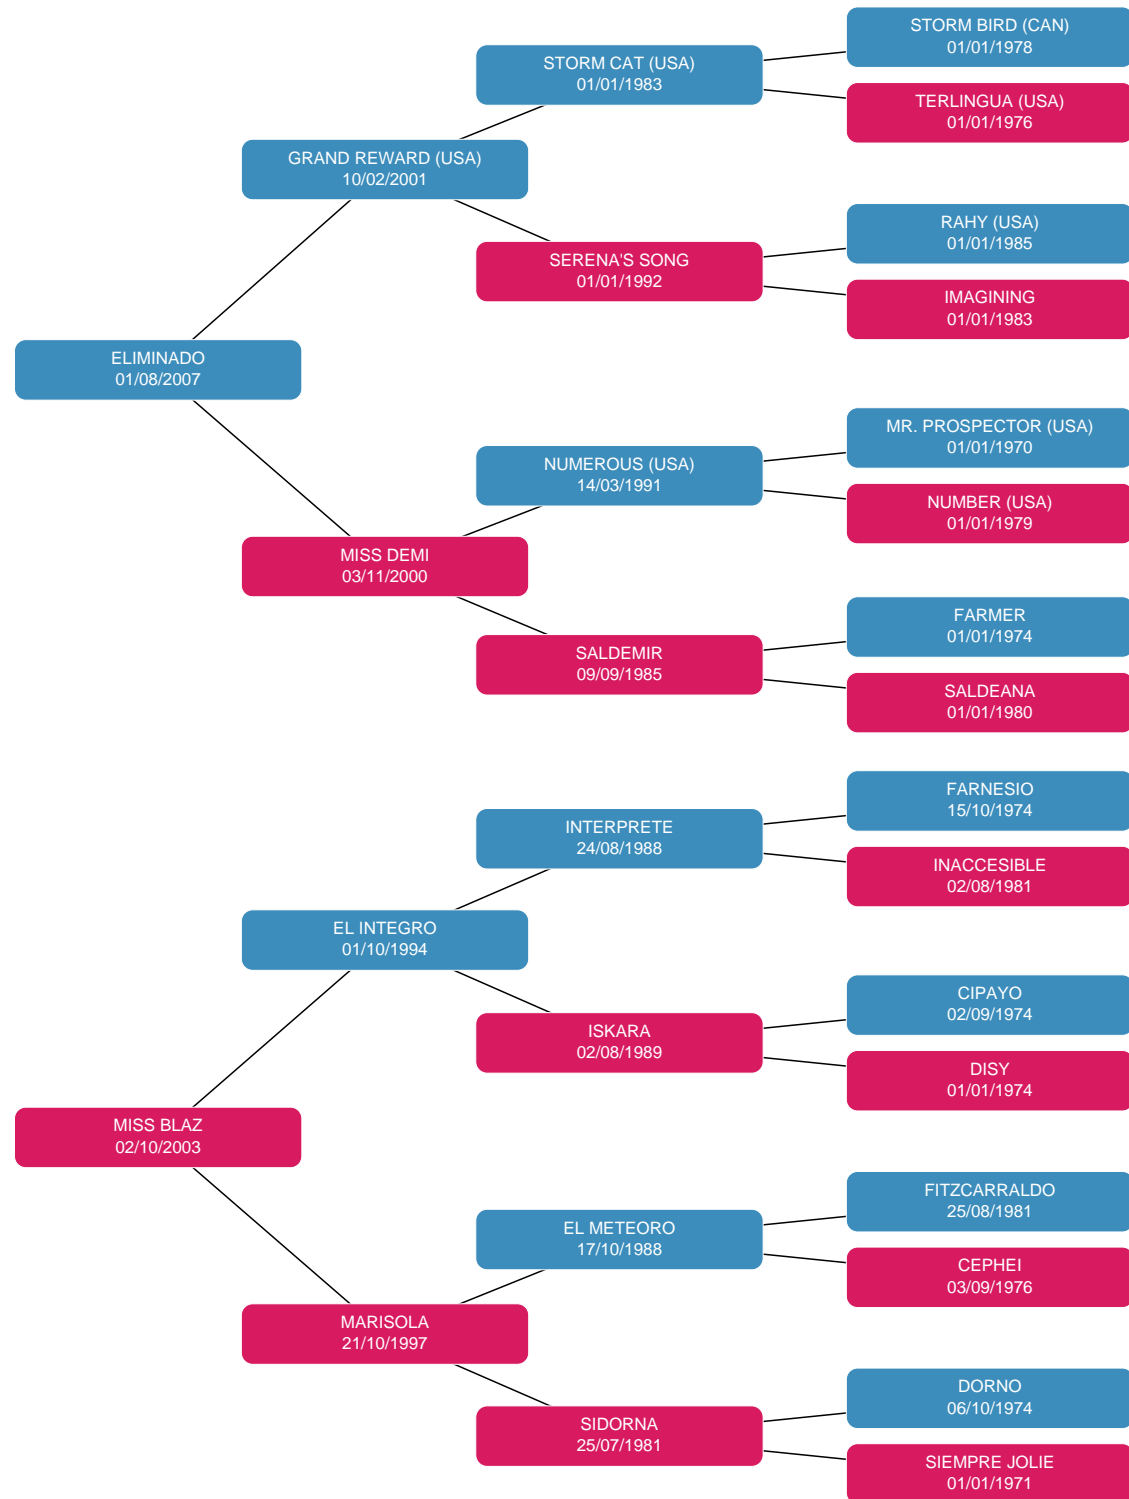 STORM BIRD (CAN)
01/01/1978
STORM CAT (USA)
01/01/1983
TERLINGUA (USA)
01/01/1976
GRAND REWARD (USA)
10/02/2001
RAHY (USA)
01/01/1985
SERENA'S SONG
01/01/1992
IMAGINING
01/01/1983
ELIMINADO
01/08/2007
MR. PROSPECTOR (USA)
01/01/1970
NUMEROUS (USA)
14/03/1991
NUMBER (USA)
01/01/1979
MISS DEMI
03/11/2000
FARMER
01/01/1974
SALDEMIR
09/09/1985
SALDEANA
01/01/1980
FARNESIO
15/10/1974
INTERPRETE
24/08/1988
INACCESIBLE
02/08/1981
EL INTEGRO
01/10/1994
CIPAYO
02/09/1974
ISKARA
02/08/1989
DISY
01/01/1974
MISS BLAZ
02/10/2003
FITZCARRALDO
25/08/1981
EL METEORO
17/10/1988
CEPHEI
03/09/1976
MARISOLA
21/10/1997
DORNO
06/10/1974
SIDORNA
25/07/1981
SIEMPRE JOLIE
01/01/1971